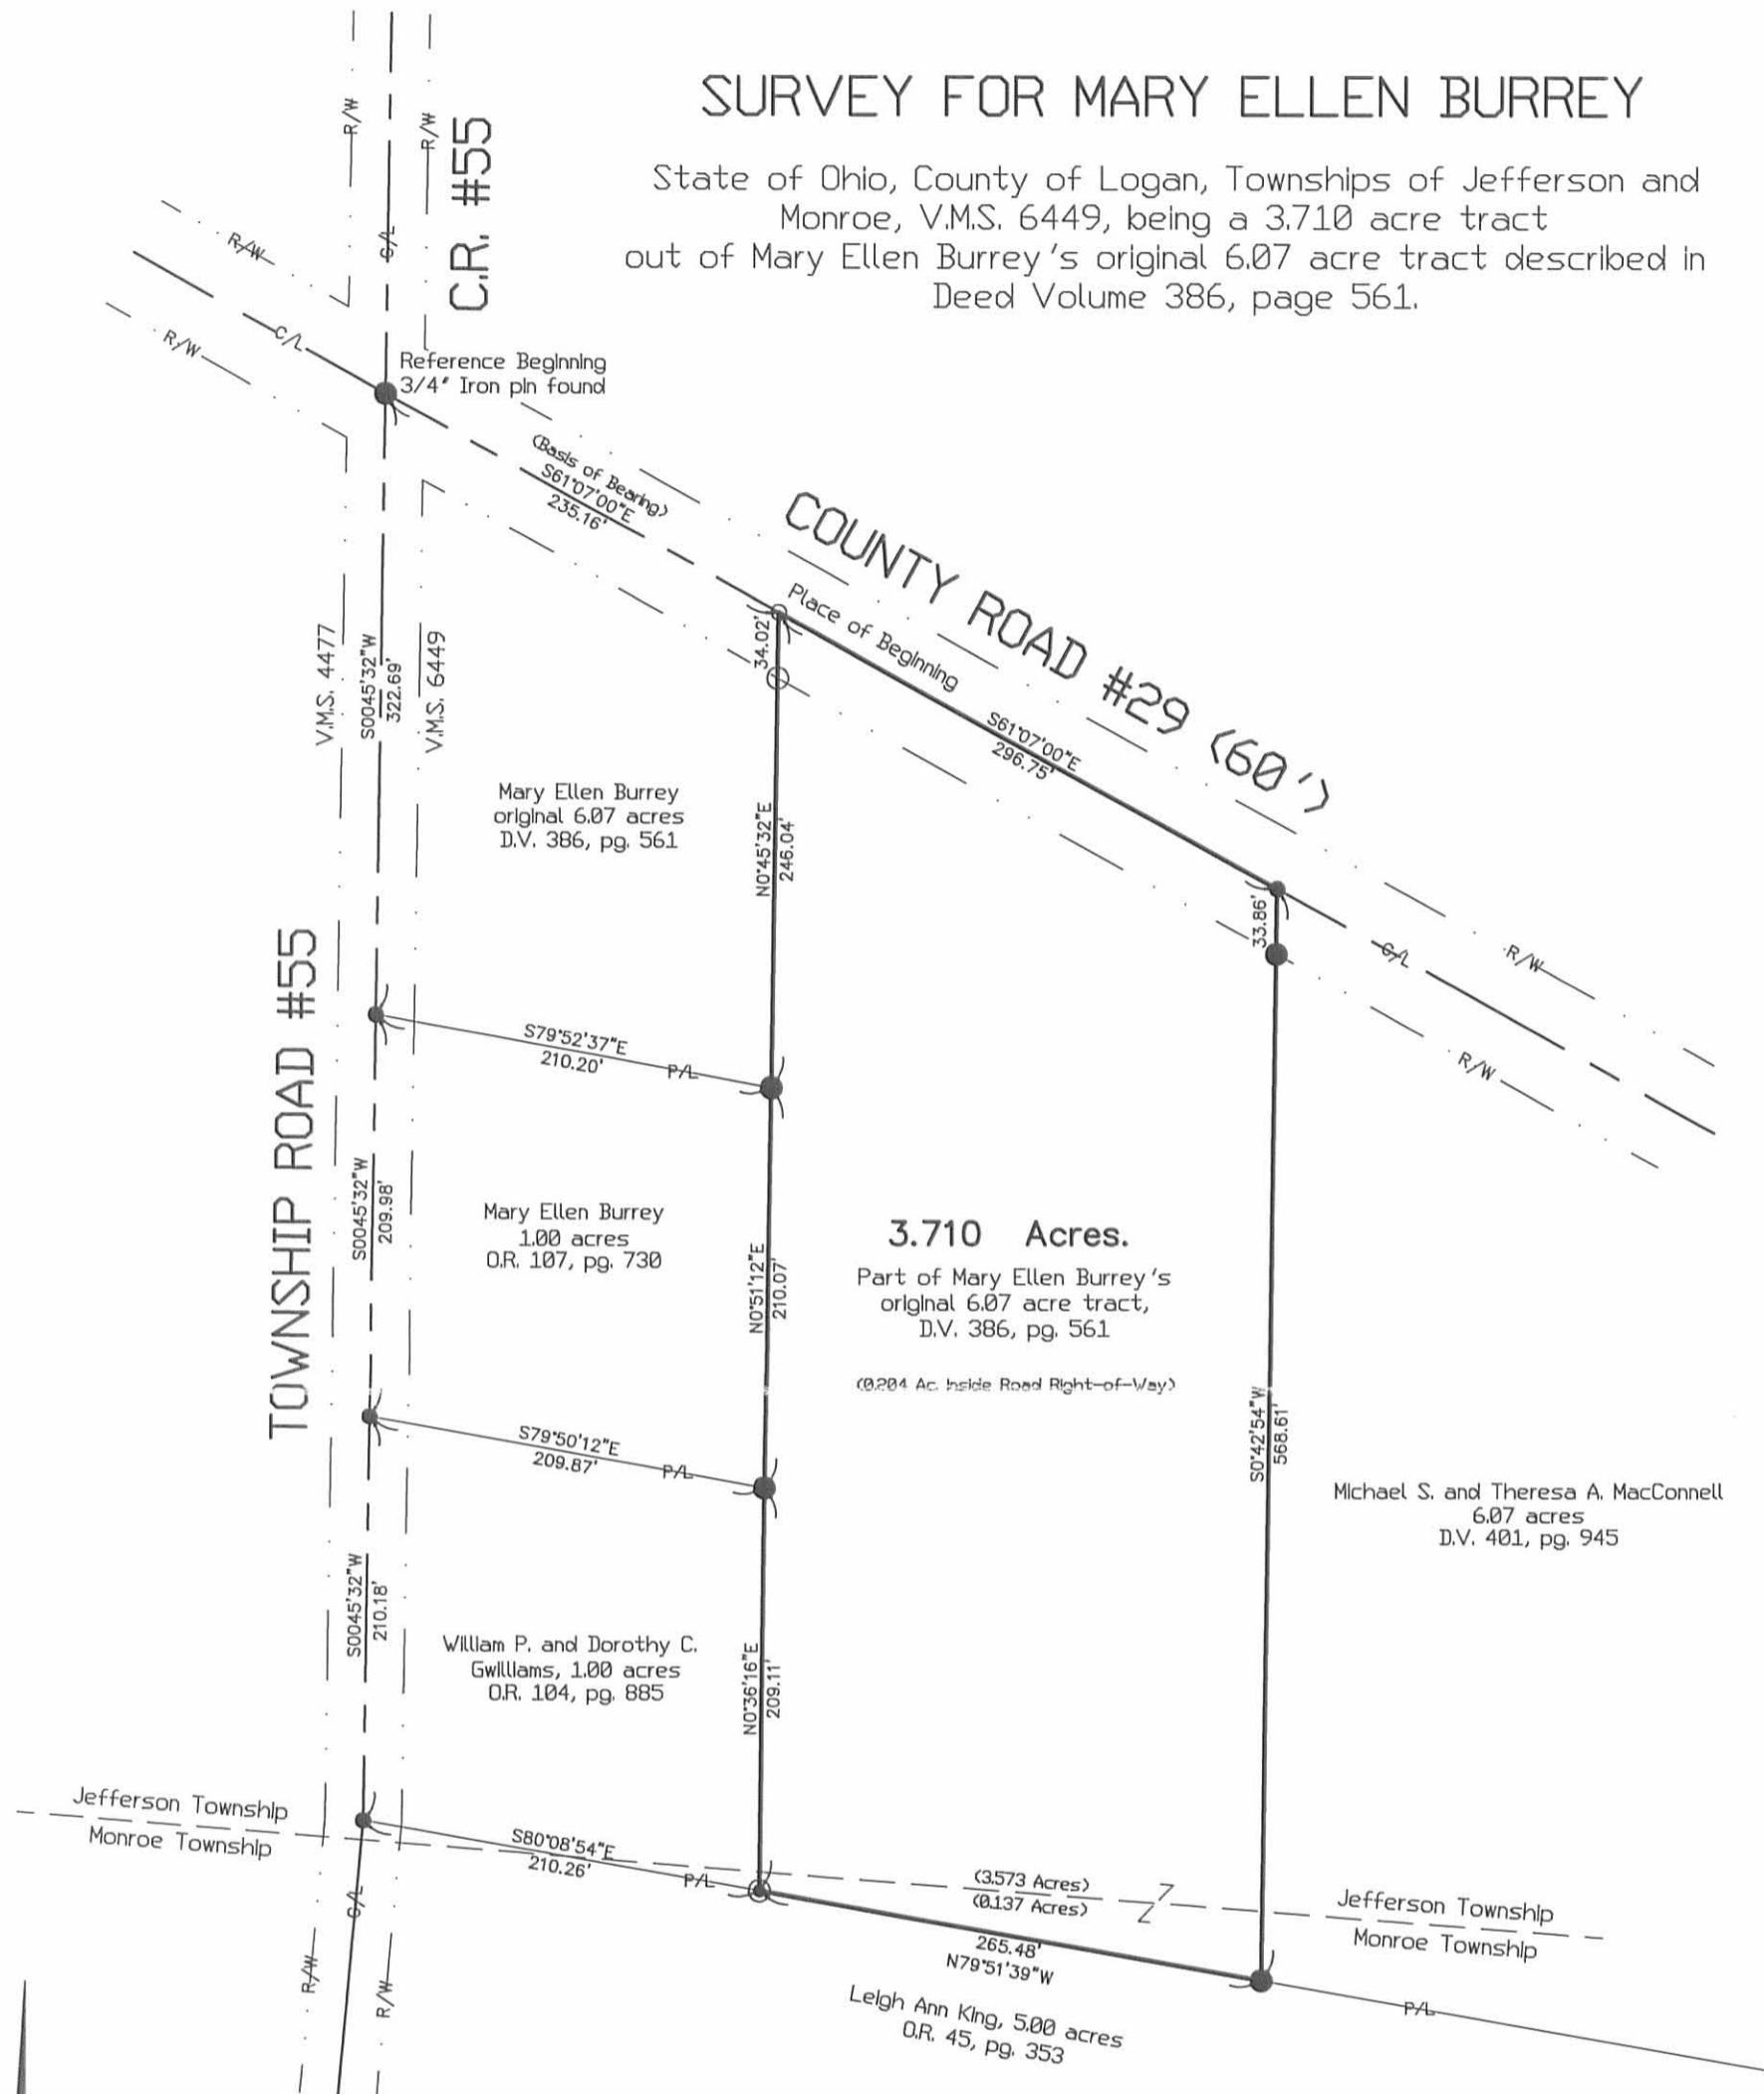 SURVEY FOR MARY ELLEN BURREY
State of Ohio, County of Logan, Townships of Jefferson and
Monroe, V.M.S. 6449, being a 3.710 acre tract
out of Mary Ellen Burrey's original 6.07 acre tract described in
Deed Volume 386, page 561.
R/W
R/W
C/L
C.R. #55
R/W
C/L
R/W
Reference Beginning
3/4" Iron pin found
(Basis of Bearing)
S61°07'00"E
235.16'
COUNTY ROAD #29 (60')
Place of Beginning
34.02'
S61°07'00"E
296.75'
V.M.S. 4477
S0045'32"W
322.69'
V.M.S. 6449
Mary Ellen Burrey
original 6.07 acres
D.V. 386, pg. 561
N0°45'32"E
246.04'
33.86'
C/L
R/W
R/W
TOWNSHIP ROAD #55
S79°52'37"E
210.20'
P/L
S0045'32"W
209.98'
Mary Ellen Burrey
1.00 acres
O.R. 107, pg. 730
N0°51'12"E
210.07'
3.710 Acres.
Part of Mary Ellen Burrey's
original 6.07 acre tract,
D.V. 386, pg. 561
(0.204 Ac. Inside Road Right-of-Way)
S0°42'54"W
568.61'
S79°50'12"E
209.87'
P/L
Michael S. and Theresa A. MacConnell
6.07 acres
D.V. 401, pg. 945
S0045'32"W
210.18'
William P. and Dorothy C.
Gwilliams, 1.00 acres
O.R. 104, pg. 885
N0°36'16"E
209.11'
Jefferson Township
Monroe Township
S80°08'54"E
210.26'
P/L
(3.573 Acres)
(0.137 Acres)
Z
Jefferson Township
Monroe Township
265.48'
N79°51'39"W
C/L
R/W
R/W
Leigh Ann King, 5.00 acres
O.R. 45, pg. 353
P/L